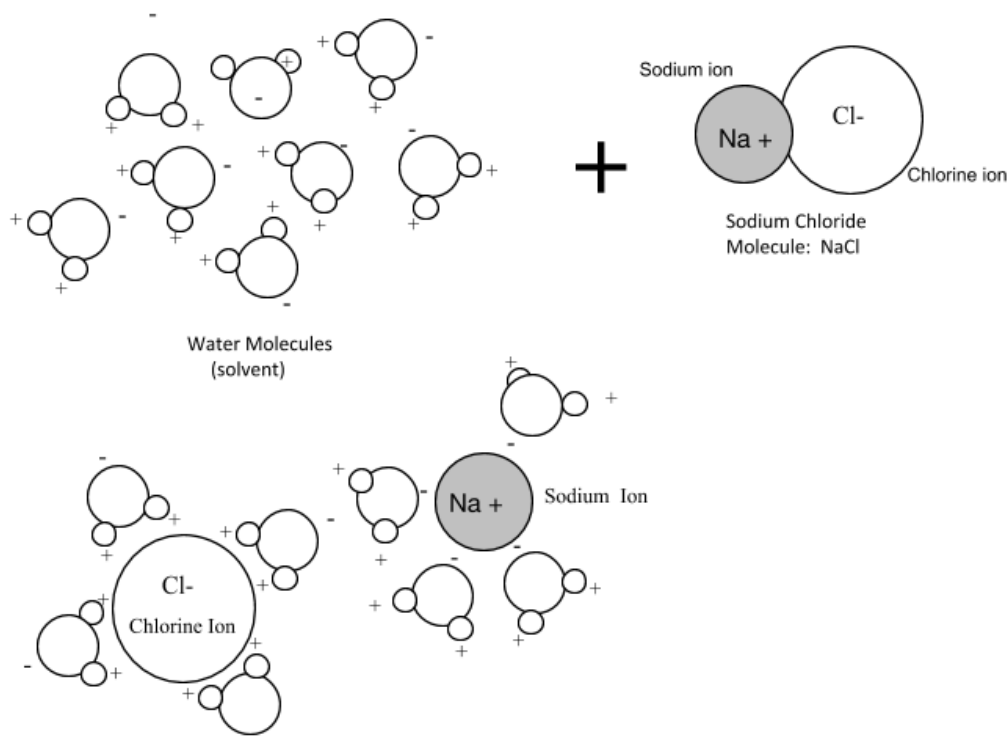 Sodium ion
Na +
Cl-
Chlorine ion
Sodium Chloride
Molecule: NaCl
Water Molecules
(solvent)
Na +
Sodium Ion
Cl-
Chlorine Ion